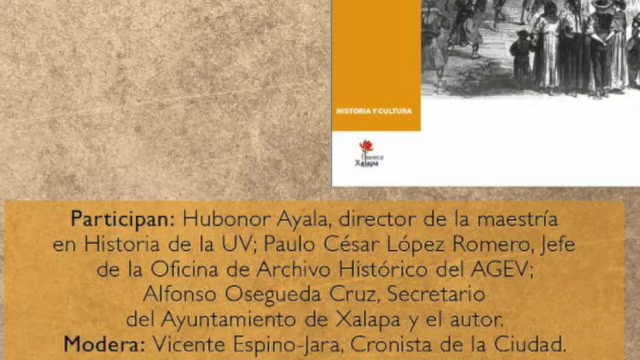 HISTORIA Y CULTURA
florece
Xalapa
Participan: Hubonor Ayala, director de la maestría
en Historia de la UV; Paulo César López Romero, Jefe
de la Oficina de Archivo Histórico del AGEV;
Alfonso Osegueda Cruz, Secretario
del Ayuntamiento de Xalapa y el autor.
Modera: Vicente Espino-Jara, Cronista de la Ciudad.